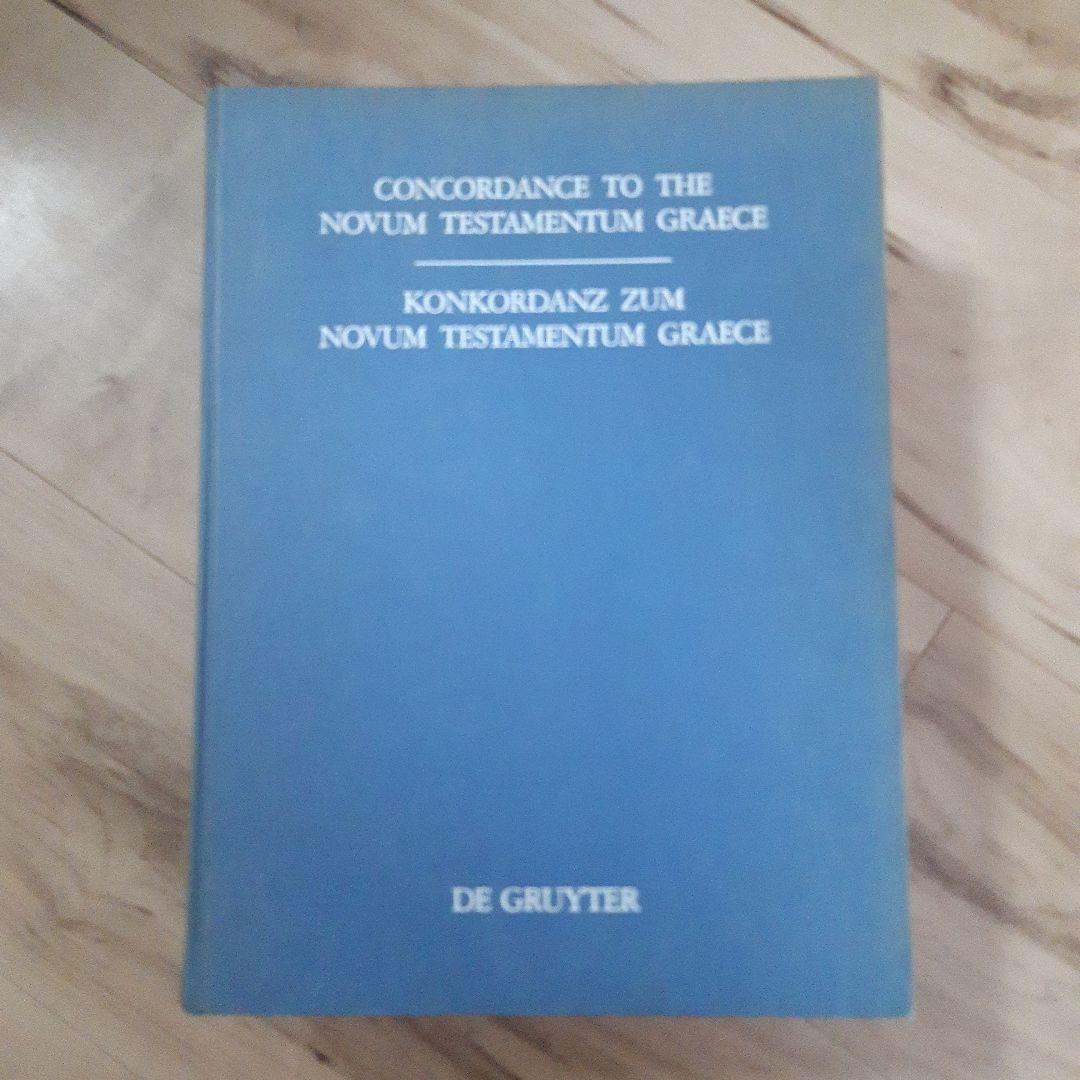 CONCORDANCE TO THE
NOVUM TESTAMENTUM GRAECE
KONKORDANZ ZUM
NOVUM TESTAMENTUM GRAECE
DE GRUYTER